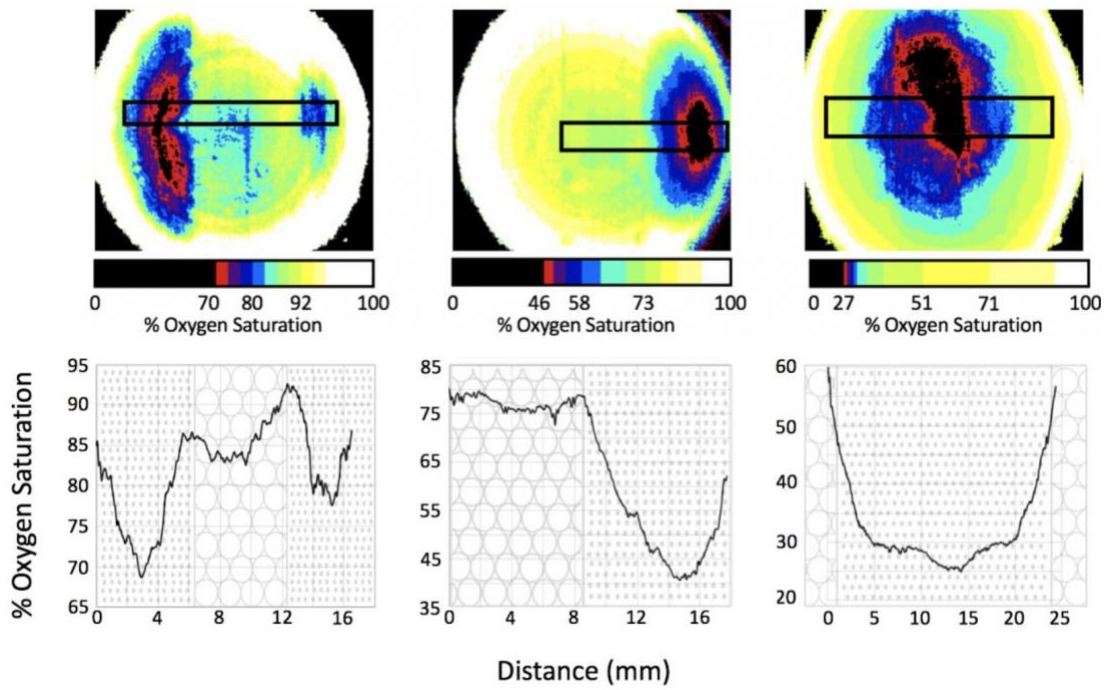 0 70 80 92 100
% Oxygen Saturation
0 46 58 73 100
% Oxygen Saturation
0 27 51 71 100
% Oxygen Saturation
% Oxygen Saturation
95
90
85
80
75
70
65
0 4 8 12 16
85
75
65
55
45
35
0 4 8 12 16
60
50
40
30
20
0 5 10 15 20 25
Distance (mm)